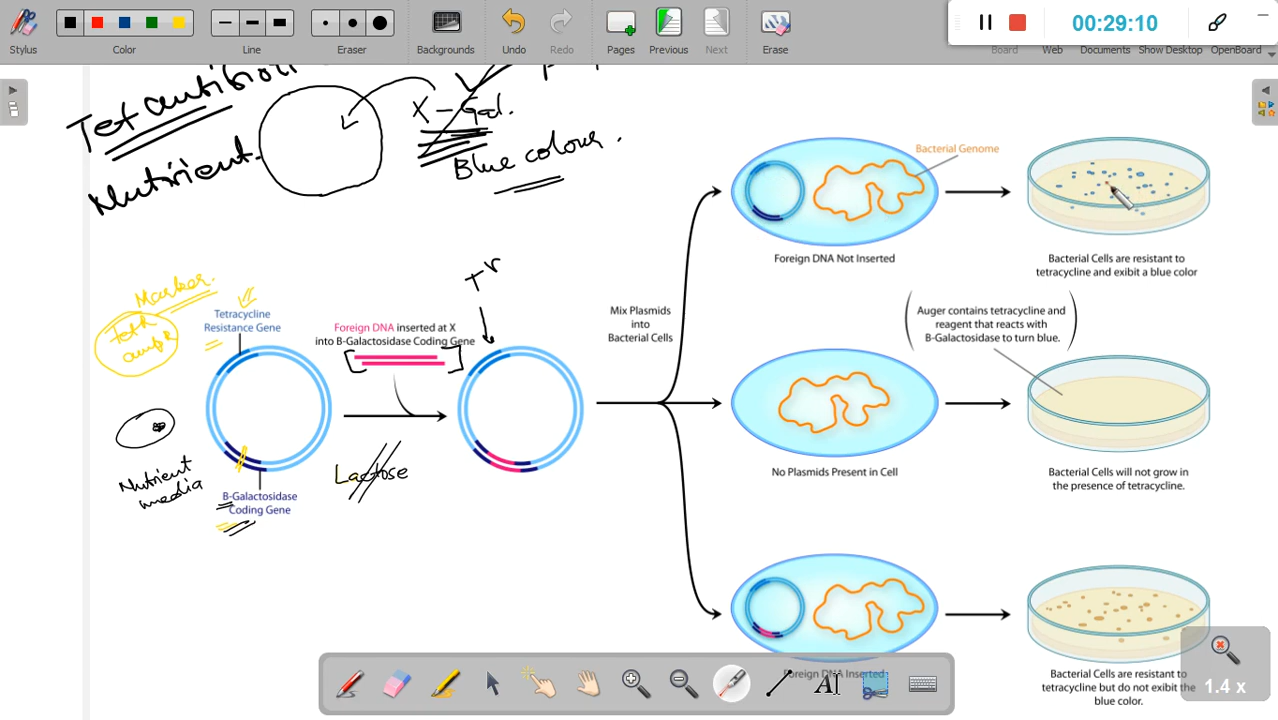 Stylus
Color
Line
Eraser
Backgrounds
Undo
Redo
Pages
Previous
Next
Erase
00:29:10
Board
Web
Documents
Show Desktop
OpenBoard
Tet antibioti
Nutrient
X-Gal.
Blue colour.
Marker.
Tetracycline
Resistance Gene
Nutrient
media
B-Galactosidase
Coding Gene
Foreign DNA inserted at X
into B-Galactosidase Coding Gene
Lactose
Mix Plasmids
into
Bacterial Cells
Bacterial Genome
Foreign DNA Not Inserted
Bacterial Cells are resistant to
tetracycline and exibit a blue color
Auger contains tetracycline and
reagent that reacts with
B-Galactosidase to turn blue.
No Plasmids Present in Cell
Bacterial Cells will not grow in
the presence of tetracycline.
Foreign DNA Inserted
Bacterial Cells are resistant to
tetracycline but do not exibit the
blue color.
1.4 x